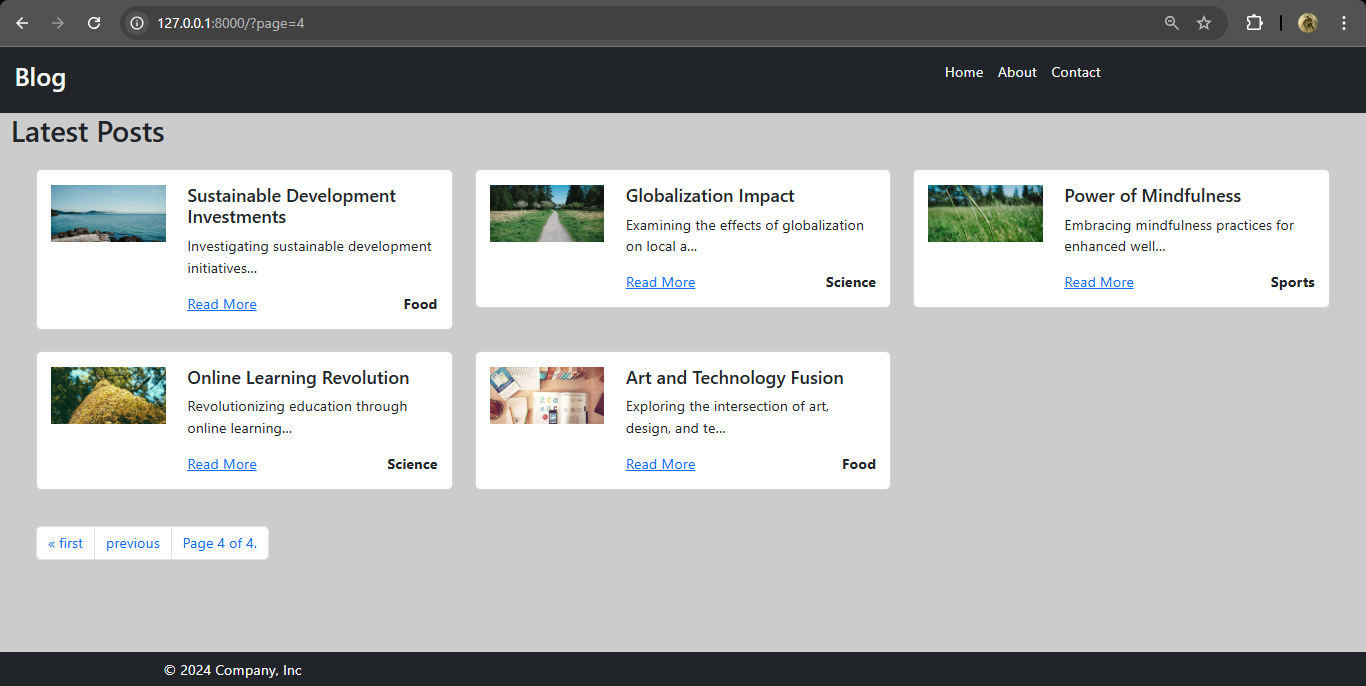 127.0.0.1:8000/?page=4
Blog
Home About Contact
Latest Posts
Sustainable Development
Investments
Investigating sustainable development
initiatives...
Read More Food
Globalization Impact
Examining the effects of globalization
on local a...
Read More Science
Power of Mindfulness
Embracing mindfulness practices for
enhanced well...
Read More Sports
Online Learning Revolution
Revolutionizing education through
online learning...
Read More Science
Art and Technology Fusion
Exploring the intersection of art,
design, and te...
Read More Food
« first previous Page 4 of 4.
© 2024 Company, Inc